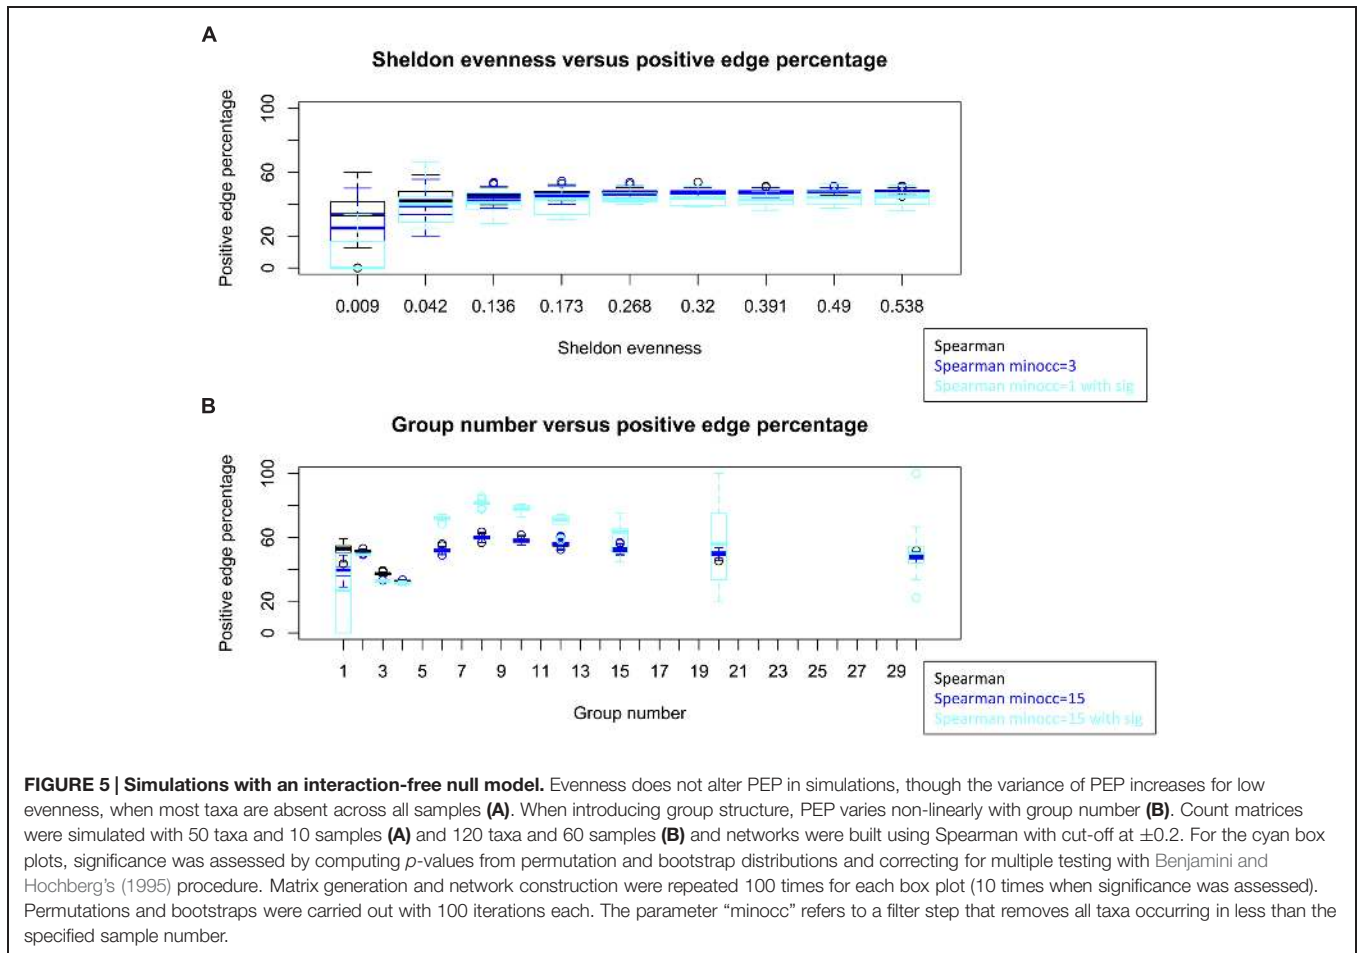 A
Sheldon evenness versus positive edge percentage
Positive edge percentage
100
60
20
0
0.009 0.042 0.136 0.173 0.268 0.32 0.391 0.49 0.538
Sheldon evenness
Spearman
Spearman minocc=3
Spearman minocc=1 with sig
B
Group number versus positive edge percentage
Positive edge percentage
100
60
20
0
1 3 5 7 9 11 13 15 17 19 21 23 25 27 29
Group number
Spearman
Spearman minocc=15
Spearman minocc=15 with sig
FIGURE 5 | Simulations with an interaction-free null model. Evenness does not alter PEP in simulations, though the variance of PEP increases for low
evenness, when most taxa are absent across all samples (A). When introducing group structure, PEP varies non-linearly with group number (B). Count matrices
were simulated with 50 taxa and 10 samples (A) and 120 taxa and 60 samples (B) and networks were built using Spearman with cut-off at ±0.2. For the cyan box
plots, significance was assessed by computing p-values from permutation and bootstrap distributions and correcting for multiple testing with Benjamini and
Hochberg's (1995) procedure. Matrix generation and network construction were repeated 100 times for each box plot (10 times when significance was assessed).
Permutations and bootstraps were carried out with 100 iterations each. The parameter “minocc” refers to a filter step that removes all taxa occurring in less than the
specified sample number.